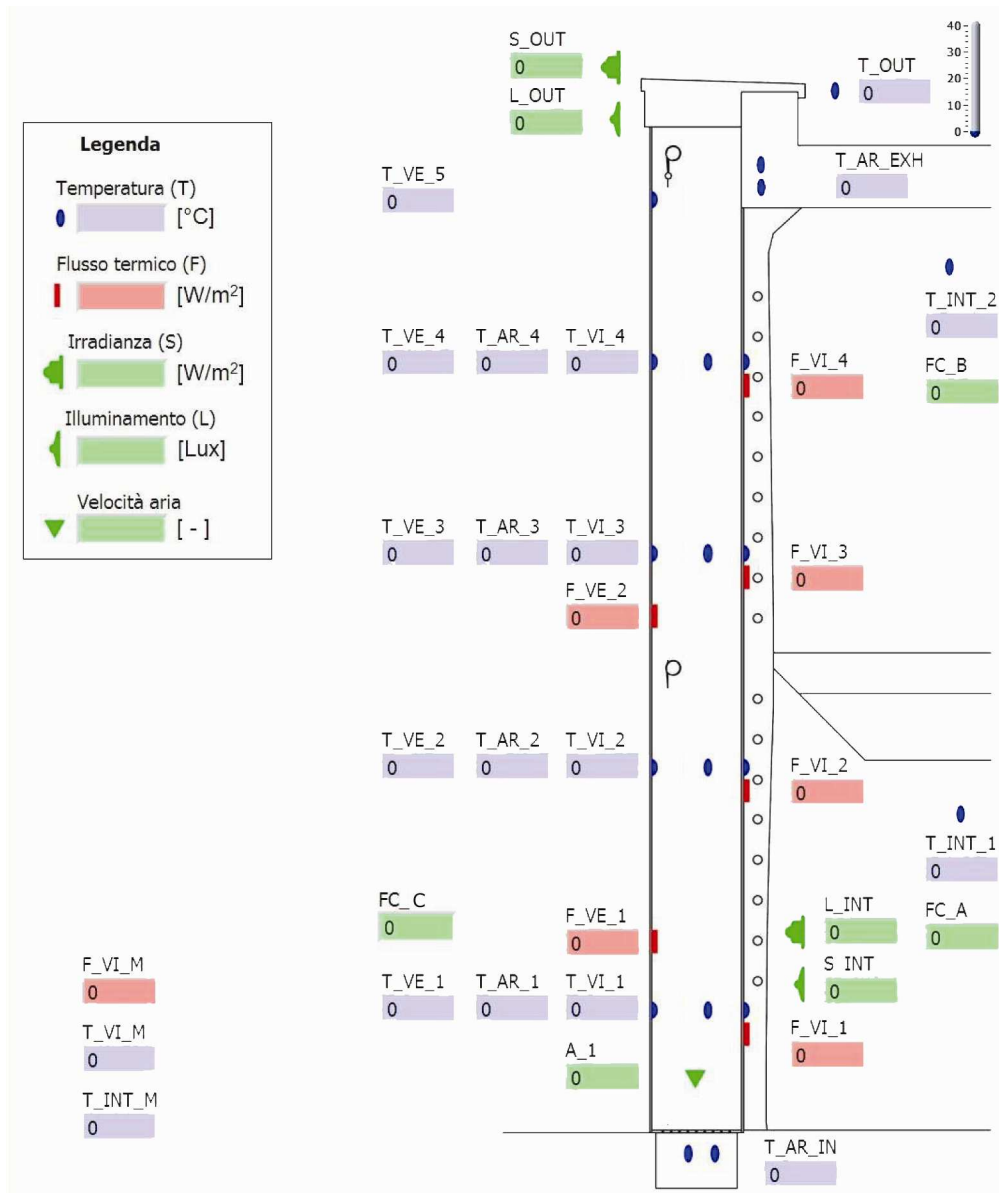 S_OUT
0
L_OUT
0
T_OUT
0
40
30
20
10
0
Legenda
Temperatura (T)
[°C]
Flusso termico (F)
[W/m²]
Irradianza (S)
[W/m²]
Illuminamento (L)
[Lux]
Velocità aria
[ - ]
T_AR_EXH
0
T_VE_5
0
T_INT_2
0
T_VE_4 T_AR_4 T_VI_4
0 0 0
F_VI_4
0
FC_B
0
T_VE_3 T_AR_3 T_VI_3
0 0 0
F_VI_3
0
F_VE_2
0
T_VE_2 T_AR_2 T_VI_2
0 0 0
F_VI_2
0
T_INT_1
0
FC_C
0
F_VE_1
0
L_INT
0
FC_A
0
S_INT
0
T_VE_1 T_AR_1 T_VI_1
0 0 0
F_VI_1
0
A_1
0
F_VI_M
0
T_VI_M
0
T_INT_M
0
T_AR_IN
0